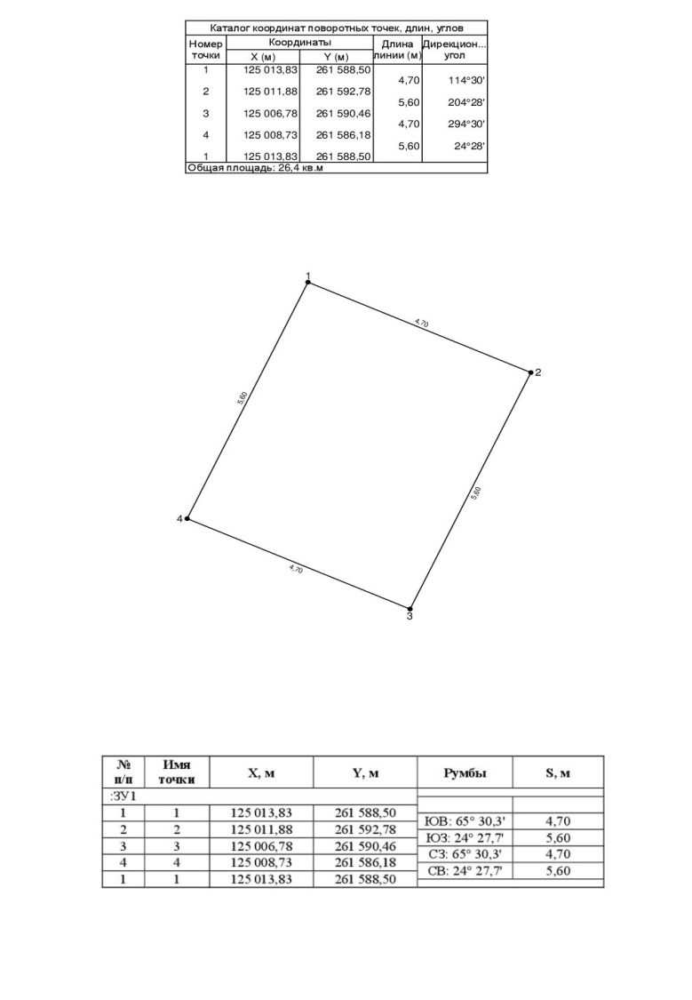 Каталог координат поворотных точек, длин, углов
Номер точки Координаты Длина линии (м) Дирекцион... угол
X (м) Y (м)
1 125 013,83 261 588,50
4,70 114°30'
2 125 011,88 261 592,78
5,60 204°28'
3 125 006,78 261 590,46
4,70 294°30'
4 125 008,73 261 586,18
5,60 24°28'
1 125 013,83 261 588,50
Общая площадь: 26,4 кв.м
1
4,70
2
5,60
5,60
4
4,70
3
№ п/п Имя точки X, м Y, м Румбы S, м
:ЗУ1
1 1 125 013,83 261 588,50
ЮВ: 65° 30,3' 4,70
2 2 125 011,88 261 592,78
ЮЗ: 24° 27,7' 5,60
3 3 125 006,78 261 590,46
СЗ: 65° 30,3' 4,70
4 4 125 008,73 261 586,18
СВ: 24° 27,7' 5,60
1 1 125 013,83 261 588,50